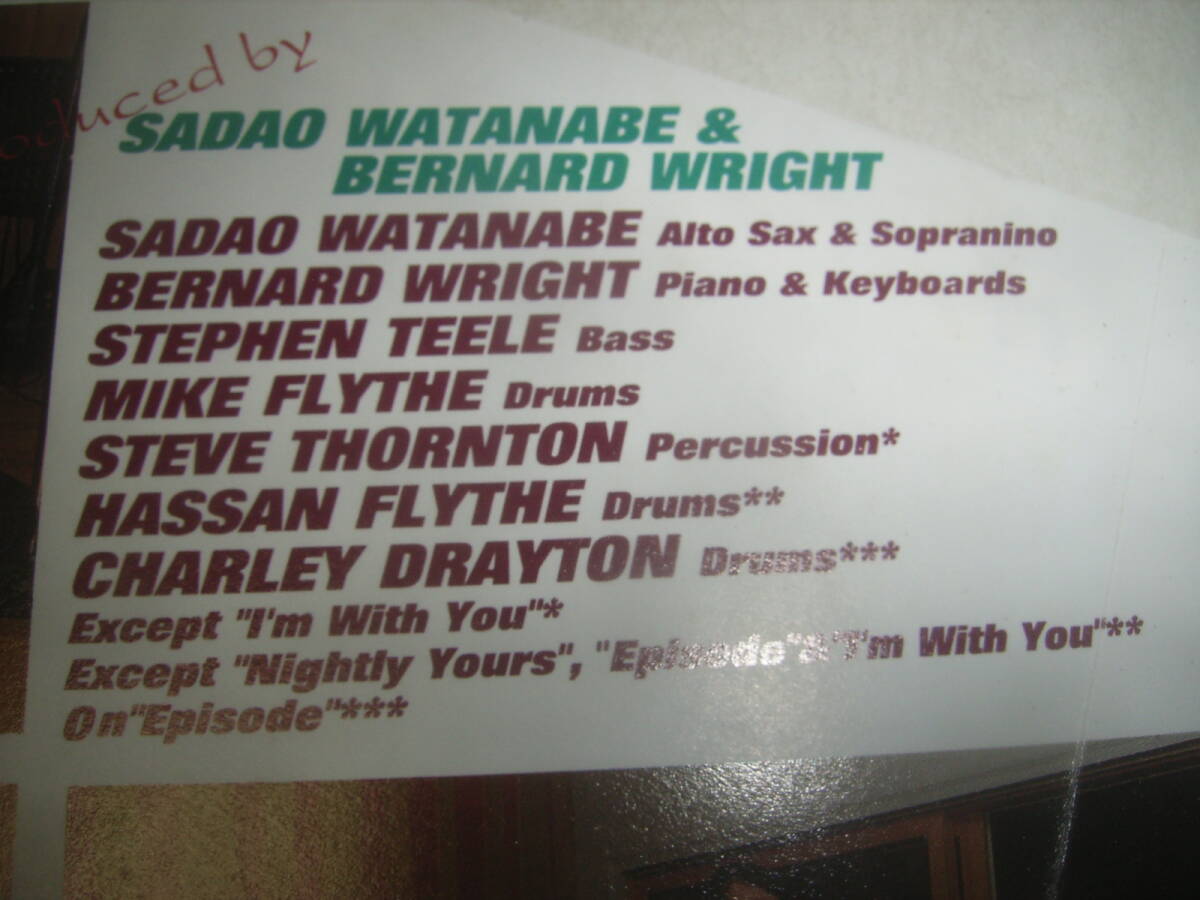 oduced by
SADAO WATANABE &
BERNARD WRIGHT
SADAO WATANABE Alto Sax & Sopranino
BERNARD WRIGHT Piano & Keyboards
STEPHEN TEELE Bass
MIKE FLYTHE Drums
STEVE THORNTON Percussion*
HASSAN FLYTHE Drums**
CHARLEY DRAYTON Drums***
Except "I'm With You"*
Except "Nightly Yours", "Episode"&"I'm With You"**
On"Episode"***